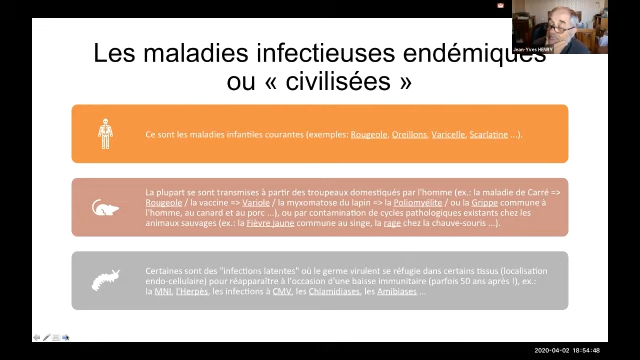 Jean-Yves HENRY
Les maladies infectieuses endémiques
ou « civilisées »
Ce sont les maladies infantiles courantes (exemples: Rougeole, Oreillons, Varicelle, Scarlatine ...).
La plupart se sont transmises à partir des troupeaux domestiqués par l'homme (ex.: la maladie de Carré =>
Rougeole / la vaccine => Variole / la myxomatose du lapin => la Poliomyélite / ou la Grippe commune à
l'homme, au canard et au porc ...), ou par contamination de cycles pathologiques existants chez les
animaux sauvages (ex.: la Fièvre jaune commune au singe, la rage chez la chauve-souris ...).
Certaines sont des "infections latentes" où le germe virulent se réfugie dans certains tissus (localisation
endo-cellulaire) pour réapparaître à l'occasion d'une baisse immunitaire (parfois 50 ans après !), ex.:
la MNI, l'Herpès, les infections à CMV, les Chlamidiases, les Amibiases ...
2020-04-02 18:54:48